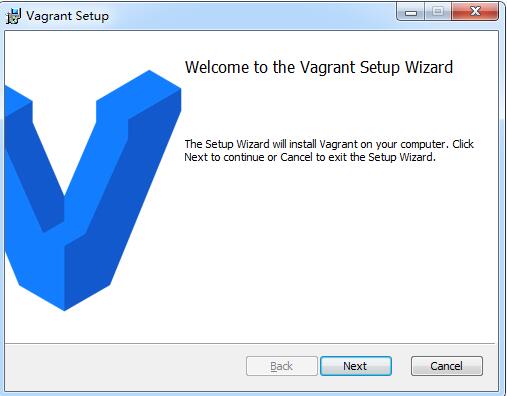 Vagrant Setup
Welcome to the Vagrant Setup Wizard
The Setup Wizard will install Vagrant on your computer. Click
Next to continue or Cancel to exit the Setup Wizard.
Back Next Cancel